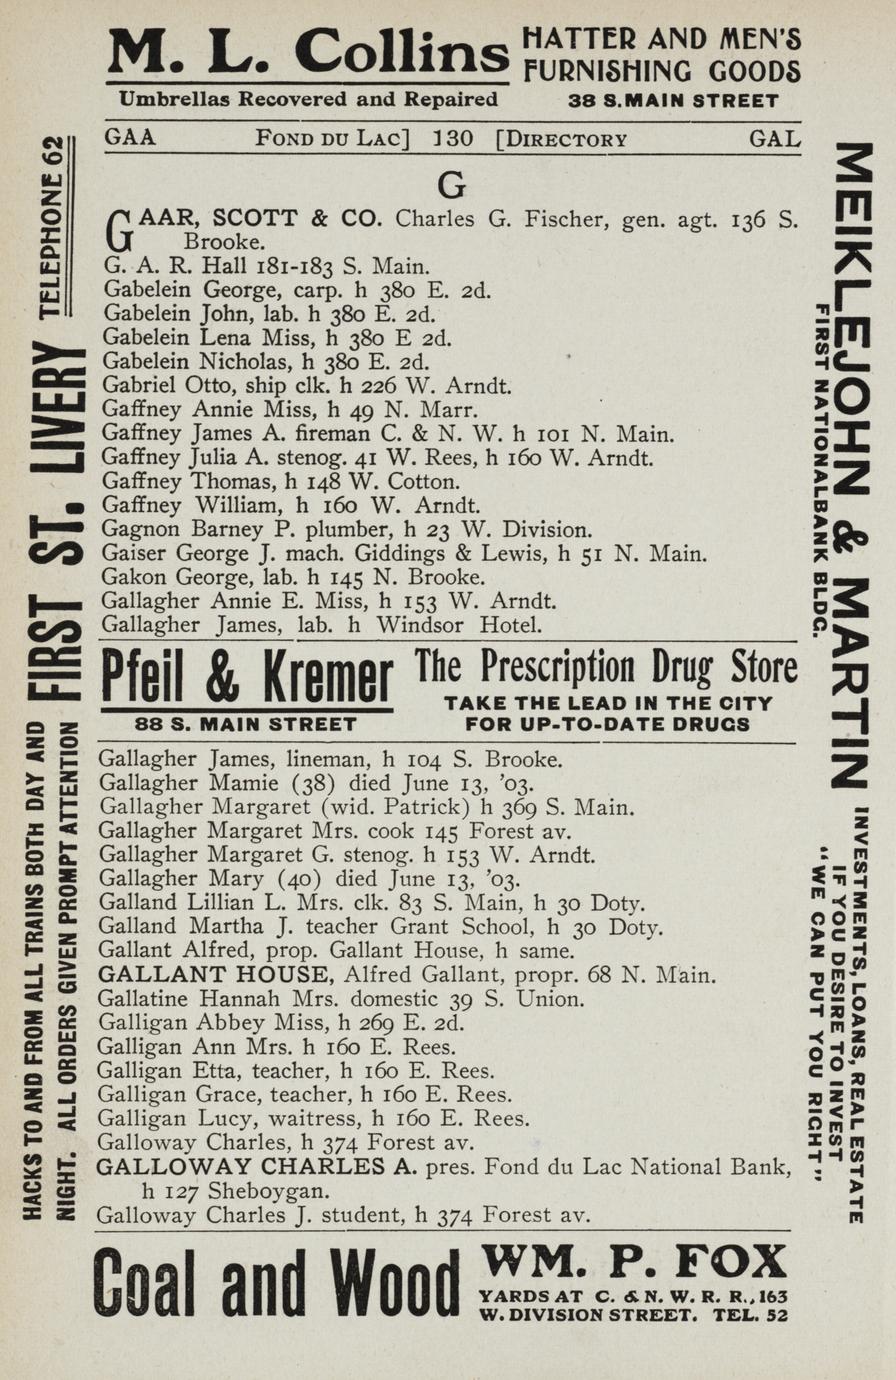 M. L. Collins
HATTER AND MEN'S
FURNISHING GOODS
Umbrellas Recovered and Repaired
38 S. MAIN STREET
GAA FOND DU LAC] 130 [DIRECTORY GAL
G
GAAR, SCOTT & CO. Charles G. Fischer, gen. agt. 136 S.
Brooke.
G. A. R. Hall 181-183 S. Main.
Gabelein George, carp. h 380 E. 2d.
Gabelein John, lab. h 380 E. 2d.
Gabelein Lena Miss, h 380 E 2d.
Gabelein Nicholas, h 380 E. 2d.
Gabriel Otto, ship clk. h 226 W. Arndt.
Gaffney Annie Miss, h 49 N. Marr.
Gaffney James A. fireman C. & N. W. h 101 N. Main.
Gaffney Julia A. stenog. 41 W. Rees, h 160 W. Arndt.
Gaffney Thomas, h 148 W. Cotton.
Gaffney William, h 160 W. Arndt.
Gagnon Barney P. plumber, h 23 W. Division.
Gaiser George J. mach. Giddings & Lewis, h 51 N. Main.
Gakon George, lab. h 145 N. Brooke.
Gallagher Annie E. Miss, h 153 W. Arndt.
Gallagher James, lab. h Windsor Hotel.
Pfeil & Kremer
88 S. MAIN STREET
The Prescription Drug Store
TAKE THE LEAD IN THE CITY
FOR UP-TO-DATE DRUGS
Gallagher James, lineman, h 104 S. Brooke.
Gallagher Mamie (38) died June 13, '03.
Gallagher Margaret (wid. Patrick) h 369 S. Main.
Gallagher Margaret Mrs. cook 145 Forest av.
Gallagher Margaret G. stenog. h 153 W. Arndt.
Gallagher Mary (40) died June 13, '03.
Galland Lillian L. Mrs. clk. 83 S. Main, h 30 Doty.
Galland Martha J. teacher Grant School, h 30 Doty.
Gallant Alfred, prop. Gallant House, h same.
GALLANT HOUSE, Alfred Gallant, propr. 68 N. Main.
Gallatine Hannah Mrs. domestic 39 S. Union.
Galligan Abbey Miss, h 269 E. 2d.
Galligan Ann Mrs. h 160 E. Rees.
Galligan Etta, teacher, h 160 E. Rees.
Galligan Grace, teacher, h 160 E. Rees.
Galligan Lucy, waitress, h 160 E. Rees.
Galloway Charles, h 374 Forest av.
GALLOWAY CHARLES A. pres. Fond du Lac National Bank,
h 127 Sheboygan.
Galloway Charles J. student, h 374 Forest av.
Coal and Wood
WM. P. FOX
YARDS AT C. & N. W. R. R., 163
W. DIVISION STREET. TEL. 52
FIRST ST. LIVERY TELEPHONE 62
HACKS TO AND FROM ALL TRAINS BOTH DAY AND
NIGHT. ALL ORDERS GIVEN PROMPT ATTENTION
MEIKLEJOHN & MARTIN
FIRST NATIONAL BANK BLDG.
INVESTMENTS, LOANS, REAL ESTATE
IF YOU DESIRE TO INVEST
"WE CAN PUT YOU RIGHT"